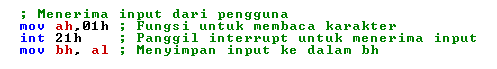 ; Menerima input dari pengguna
mov ah,01h ; Fungsi untuk membaca karakter
int 21h ; Panggil interrupt untuk menerima input
mov bh, al ; Menyimpan input ke dalam bh